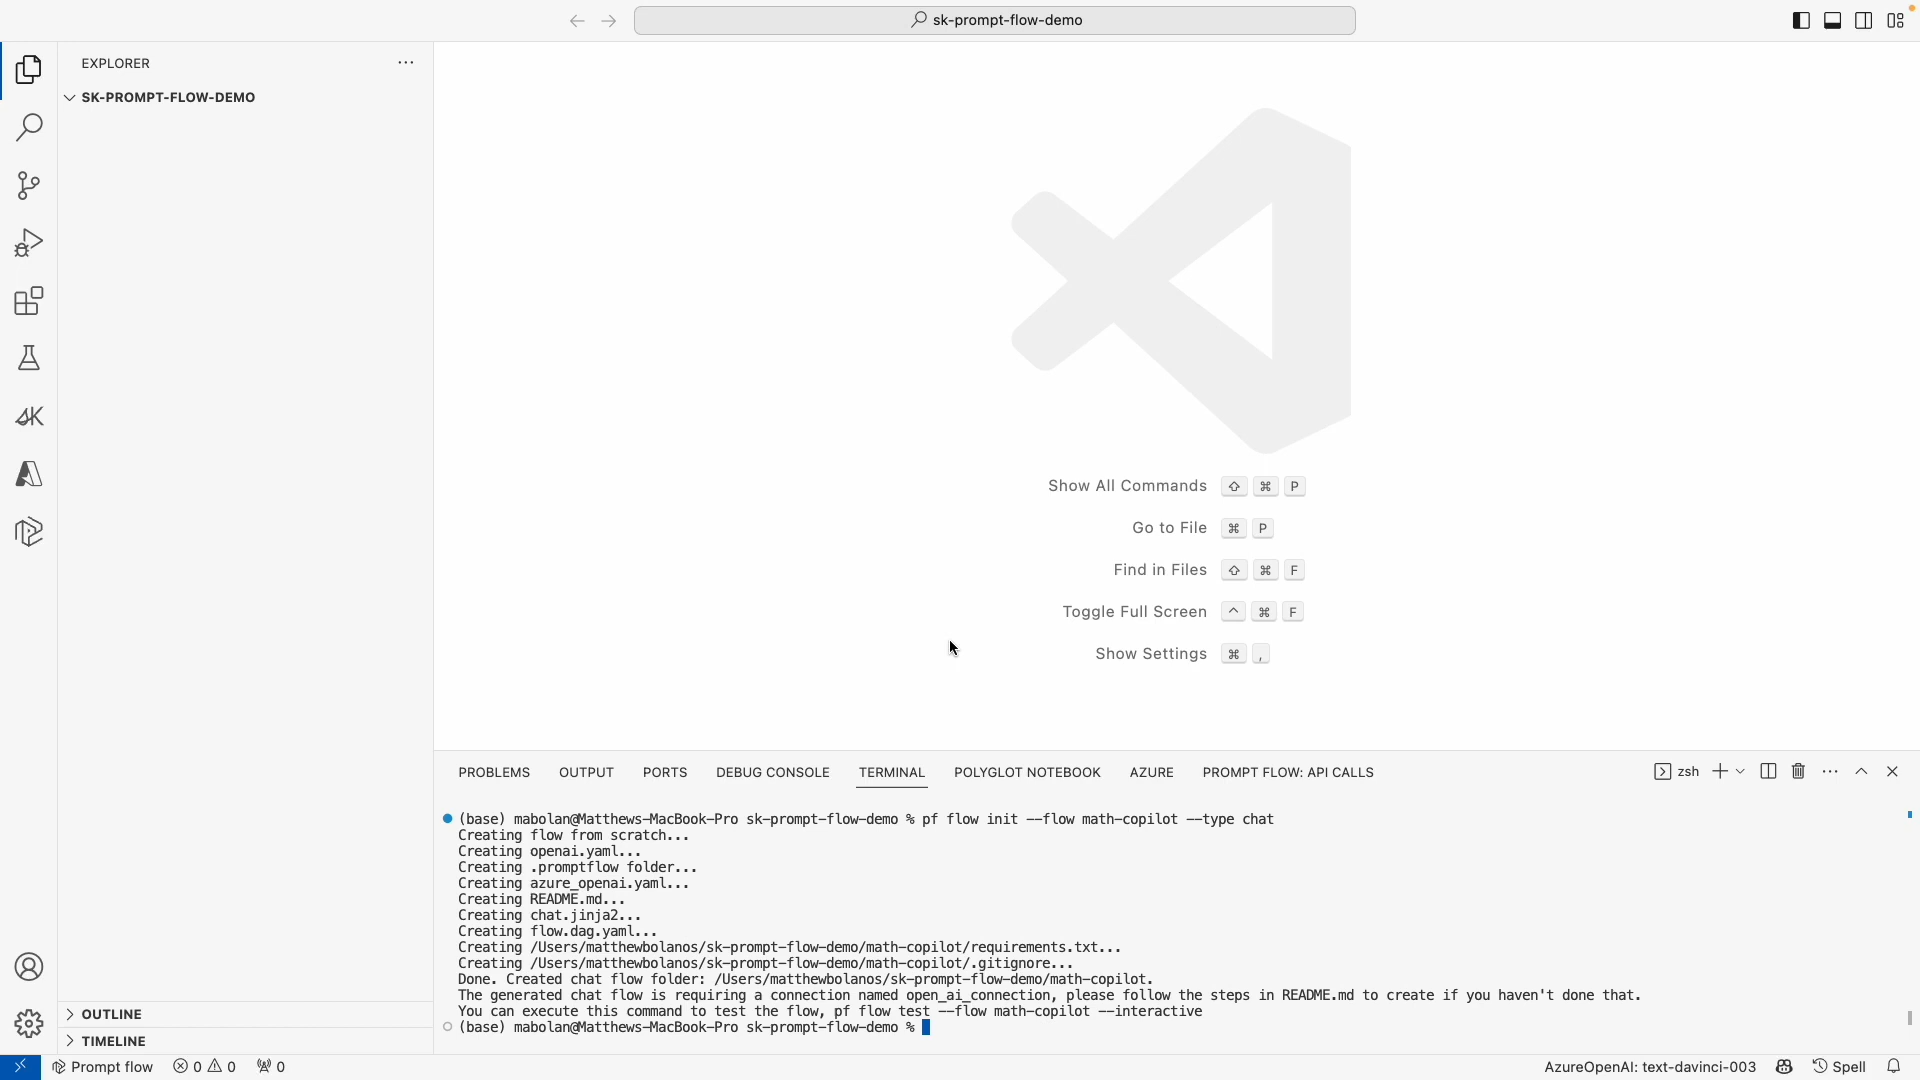 sk-prompt-flow-demo
EXPLORER
SK-PROMPT-FLOW-DEMO
Show All Commands ⇧ ⌘ P
Go to File ⌘ P
Find in Files ⇧ ⌘ F
Toggle Full Screen ^ ⌘ F
Show Settings ⌘ ,
PROBLEMS OUTPUT PORTS DEBUG CONSOLE TERMINAL POLYGLOT NOTEBOOK AZURE PROMPT FLOW: API CALLS zsh
(base) mabolan@Matthews-MacBook-Pro sk-prompt-flow-demo % pf flow init --flow math-copilot --type chat
Creating flow from scratch...
Creating openai.yaml...
Creating .promptflow folder...
Creating azure_openai.yaml...
Creating README.md...
Creating chat.jinja2...
Creating flow.dag.yaml...
Creating /Users/matthewbolanos/sk-prompt-flow-demo/math-copilot/requirements.txt...
Creating /Users/matthewbolanos/sk-prompt-flow-demo/math-copilot/.gitignore...
Done. Created chat flow folder: /Users/matthewbolanos/sk-prompt-flow-demo/math-copilot.
The generated chat flow is requiring a connection named open_ai_connection, please follow the steps in README.md to create if you haven't done that.
You can execute this command to test the flow, pf flow test --flow math-copilot --interactive
(base) mabolan@Matthews-MacBook-Pro sk-prompt-flow-demo %
OUTLINE
TIMELINE
Prompt flow 0 0 0 AzureOpenAI: text-davinci-003 Spell